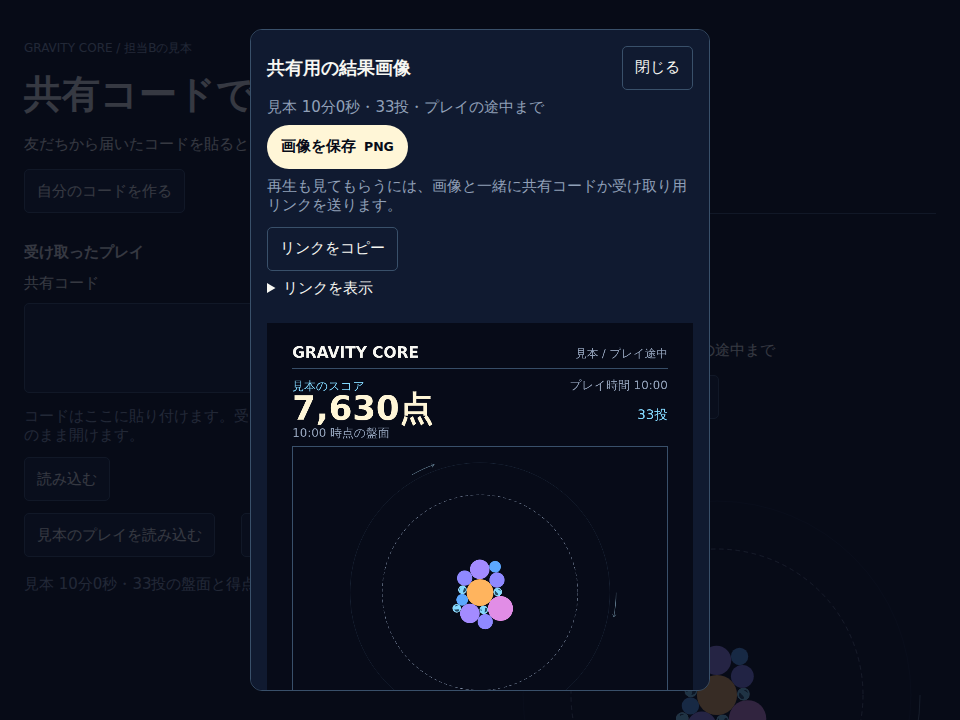 GRAVITY CORE / 担当Bの見本
共有コードで
友だちから届いたコードを貼ると
自分のコードを作る
受け取ったプレイ
共有コード
コードはここに貼り付けます。受
のまま開けます。
読み込む
見本のプレイを読み込む
見本 10分0秒・33投の盤面と得点
の途中まで
共有用の結果画像
閉じる
見本 10分0秒・33投・プレイの途中まで
画像を保存 PNG
再生も見てもらうには、画像と一緒に共有コードか受け取り用
リンクを送ります。
リンクをコピー
▶ リンクを表示
GRAVITY CORE
見本 / プレイ途中
見本のスコア
プレイ時間 10:00
7,630点
33投
10:00 時点の盤面